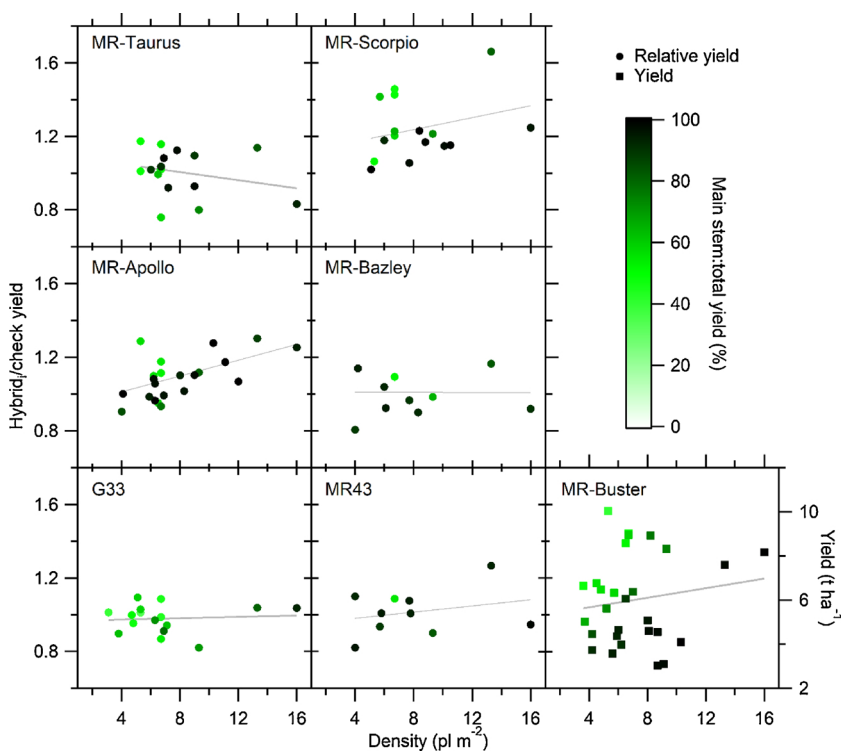 MR-Taurus
MR-Scorpio
Relative yield
Yield
1.6
1.2
0.8
100
80
60
40
20
0
Main stem:total yield (%)
MR-Apollo
MR-Bazley
1.6
1.2
0.8
Hybrid:/check yield
G33
MR43
MR-Buster
1.6
1.2
0.8
10
6
2
Yield (t ha⁻¹)
4 8 12 16 4 8 12 16 4 8 12 16
Density (pl m⁻²)